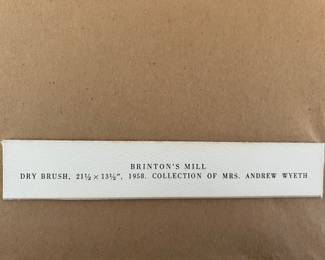 BRINTON'S MILL
DRY BRUSH, 21½ × 13½", 1958. COLLECTION OF MRS. ANDREW WYETH